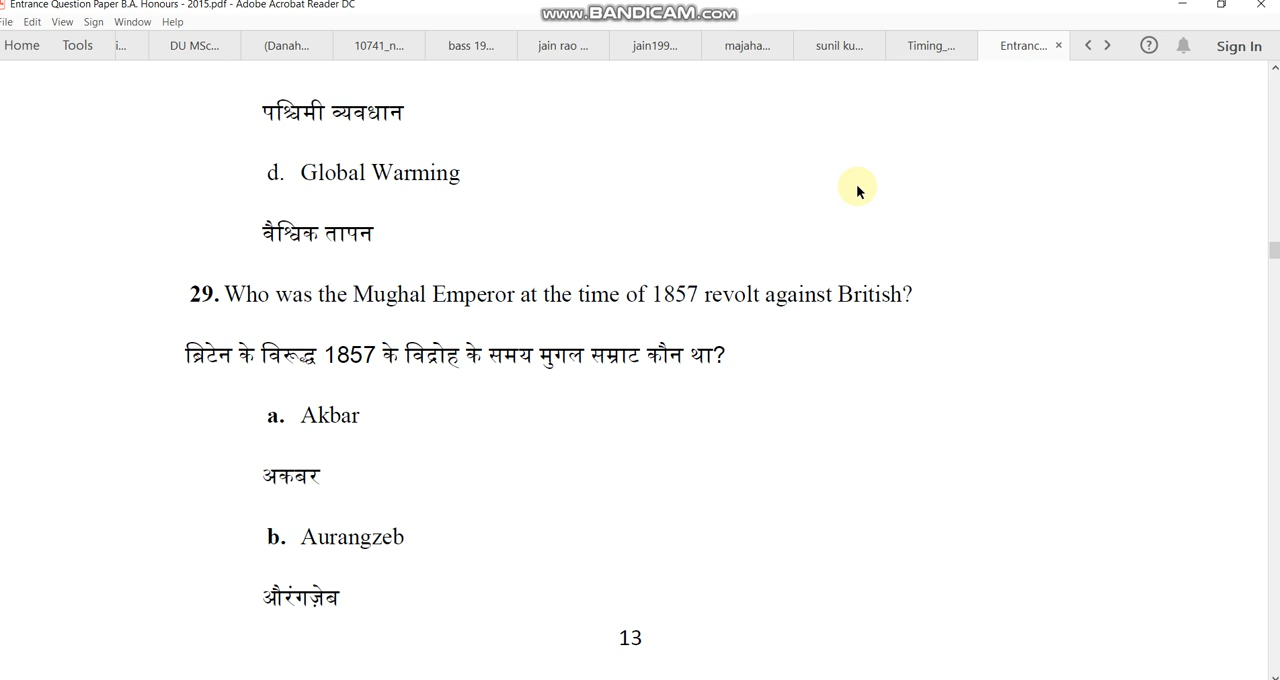 Entrance Question Paper B.A. Honours - 2015.pdf - Adobe Acrobat Reader DC
www.BANDICAM.com
File Edit View Sign Window Help
Home Tools i... DU MSc... (Danah... 10741_n... bass 19... jain rao ... jain199... majaha... sunil ku... Timing_... Entranc... × Sign In
पश्चिमी व्यवधान
d. Global Warming
वैश्विक तापन
29. Who was the Mughal Emperor at the time of 1857 revolt against British?
ब्रिटेन के विरूद्ध 1857 के विद्रोह के समय मुगल सम्राट कौन था?
a. Akbar
अकबर
b. Aurangzeb
औरंगज़ेब
13